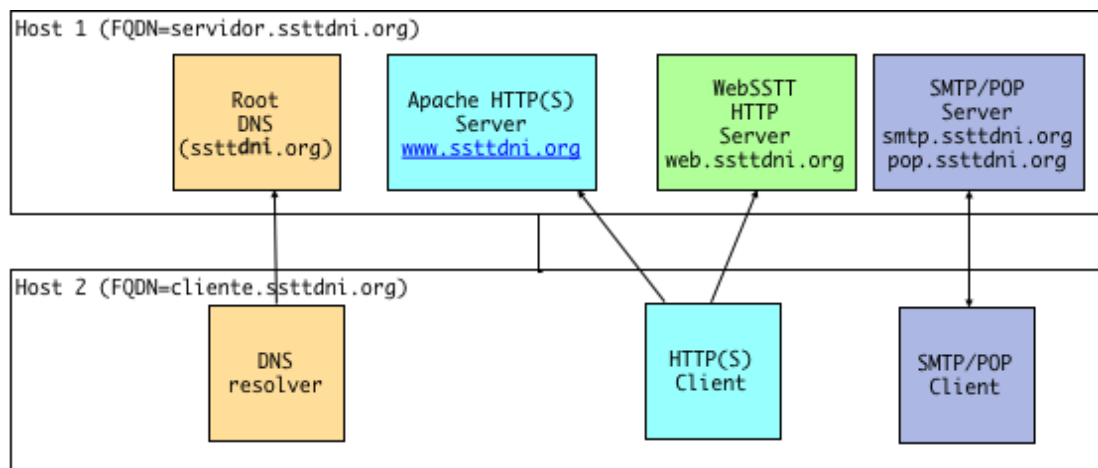 Host 1 (FQDN=servidor.ssttdni.org)
Root
DNS
(ssttdni.org)
Apache HTTP(S)
Server
www.ssttdni.org
WebSSTT
HTTP
Server
web.ssttdni.org
SMTP/POP
Server
smtp.ssttdni.org
pop.ssttdni.org
Host 2 (FQDN=cliente.ssttdni.org)
DNS
resolver
HTTP(S)
Client
SMTP/POP
Client